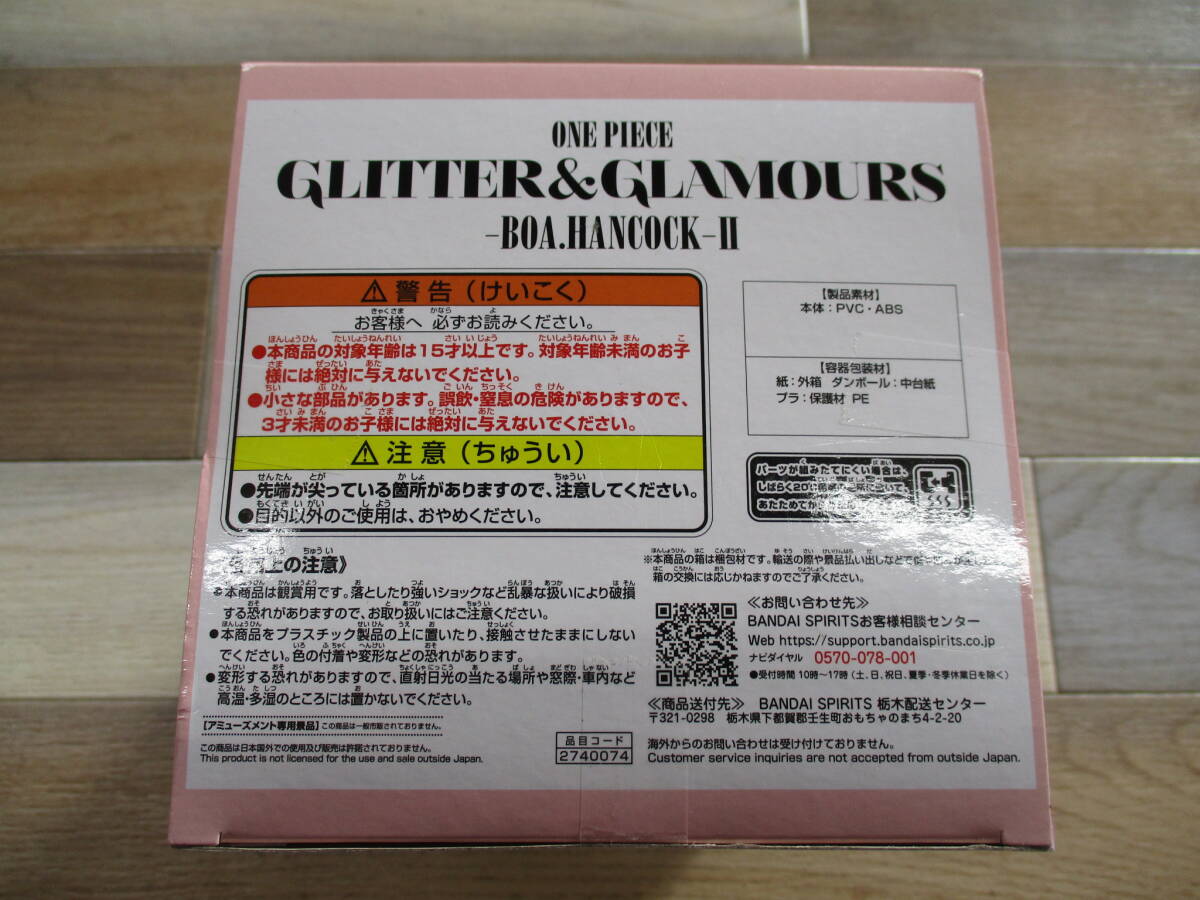 ONE PIECE
GLITTER&GLAMOURS
-BOA.HANCOCK-II
⚠警告（けいこく）
お客様へ 必ずお読みください。
●本商品の対象年齢は15才以上です。対象年齢未満のお子
様には絶対に与えないでください。
●小さな部品があります。誤飲・窒息の危険がありますので、
3才未満のお子様には絶対に与えないでください。
⚠注意（ちゅうい）
●先端が尖っている箇所がありますので、注意してください。
●目的以外のご使用は、おやめください。
【製品素材】
本体：PVC・ABS
【容器包装材】
紙：外箱 ダンボール：中台紙
プラ：保護材 PE
パーツが組みたてにくい場合は、
しばらく20℃
あたためてから
上の注意》
●本商品は観賞用です。落としたり強いショックなど乱暴な扱いにより破損
する恐れがありますので、お取り扱いにはご注意ください。
●本商品をプラスチック製品の上に置いたり、接触させたままにしない
でください。色の付着や変形などの恐れがあります。
●変形する恐れがありますので、直射日光の当たる場所や窓際・車内など
高温・多湿のところには置かないでください。
【アミューズメント専用景品】この商品は一般市販されておりません。
この商品は日本国外での使用及び販売は許諾されておりません。
This product is not licensed for the use and sale outside Japan.
品目コード
2740074
※本商品の箱は梱包材です。輸送の際や景品払い出しなどで
箱の交換には応じかねますのでご了承ください。
≪お問い合わせ先≫
BANDAI SPIRITSお客様相談センター
Web https://support.bandaispirits.co.jp
ナビダイヤル 0570-078-001
●受付時間 10時〜17時（土、日、祝日、夏季・冬季休業日を除く）
≪商品送付先≫ BANDAI SPIRITS 栃木配送センター
〒321-0298 栃木県下都賀郡壬生町おもちゃのまち4-2-20
海外からのお問い合わせは受け付けておりません。
Customer service inquiries are not accepted from outside Japan.